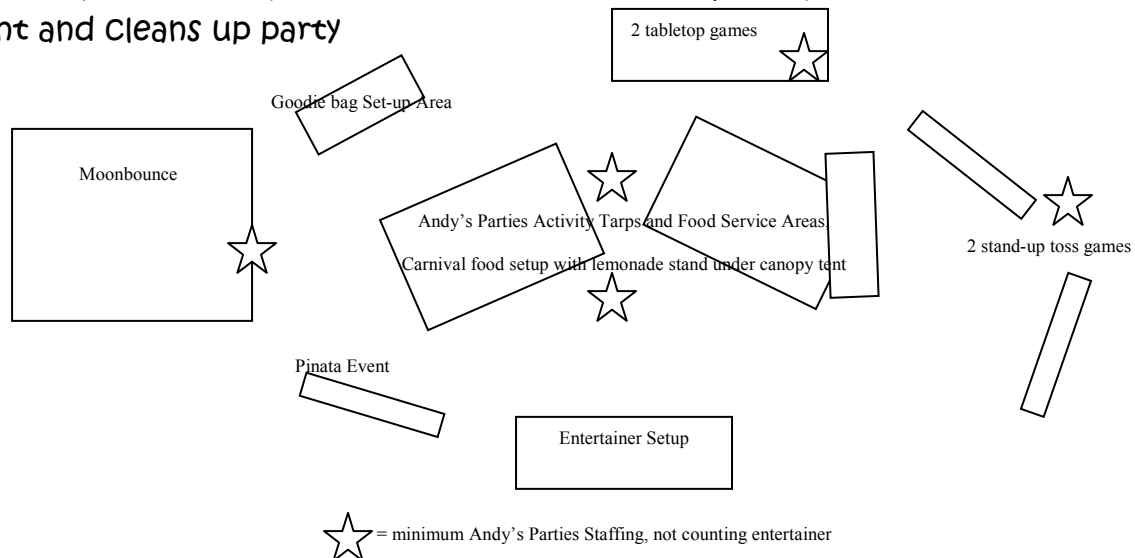 nt and cleans up party
2 tabletop games
Goodie bag Set-up Area
Moonbounce
Andy's Parties Activity Tarps and Food Service Areas,
2 stand-up toss games
Carnival food setup with lemonade stand under canopy tent
Pinata Event
Entertainer Setup
= minimum Andy's Parties Staffing, not counting entertainer